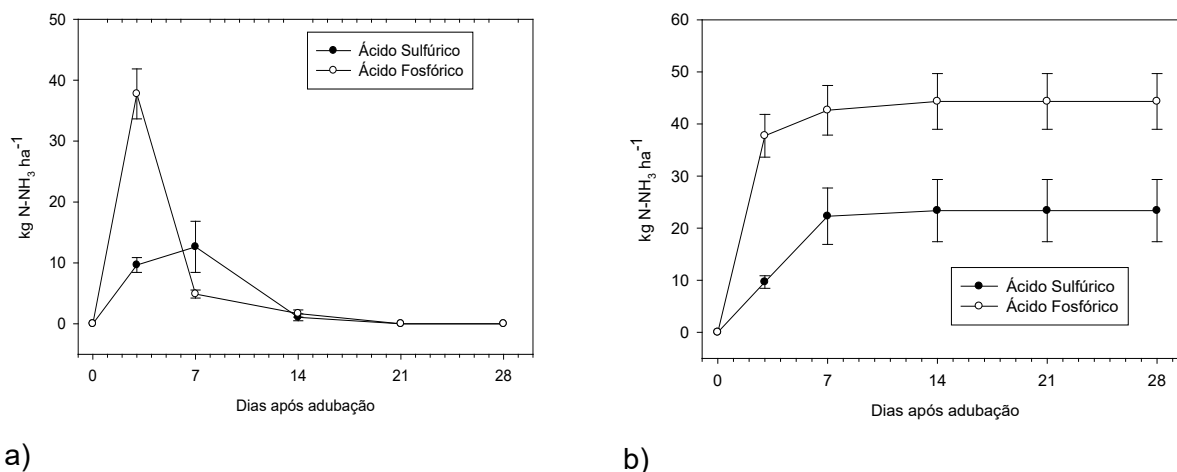 50
40
30
20
10
0
kg N-NH₃ ha⁻¹
Ácido Sulfúrico
Ácido Fosfórico
0 7 14 21 28
Dias após adubação
a)
60
50
40
30
20
10
0
kg N-NH₃ ha⁻¹
Ácido Sulfúrico
Ácido Fosfórico
0 7 14 21 28
Dias após adubação
b)